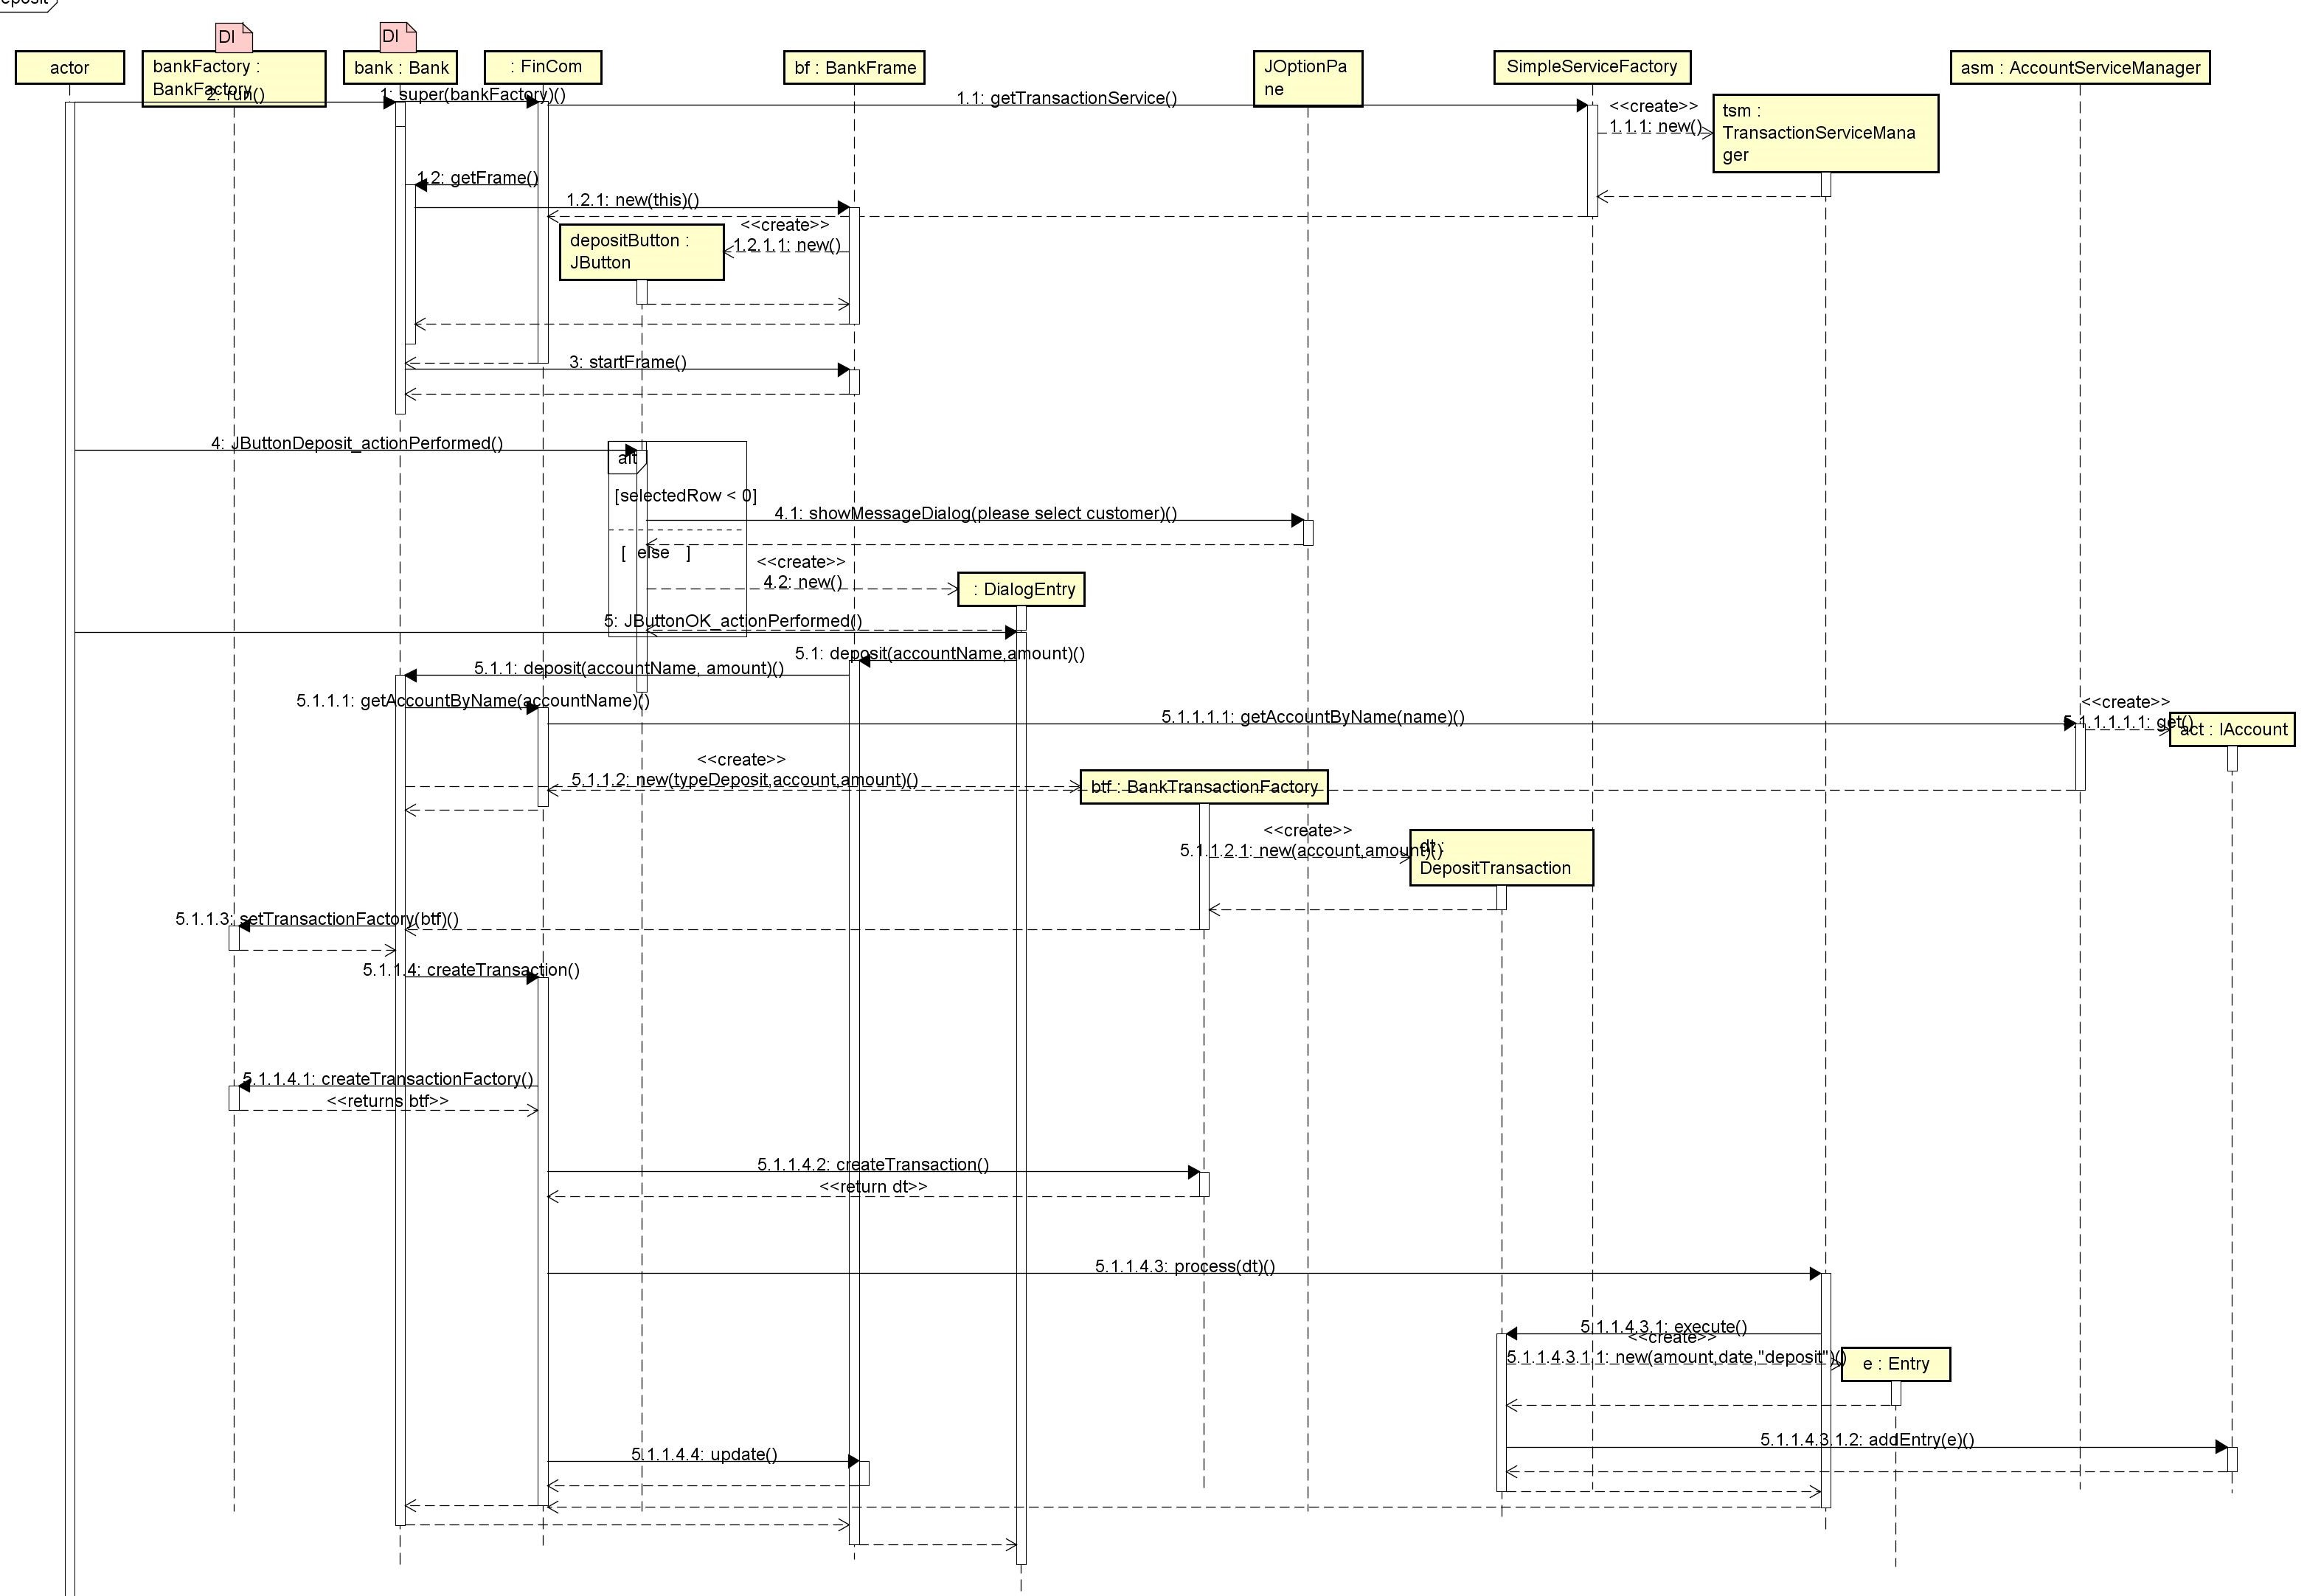 eposit
DI
DI
actor
bankFactory :
BankFactory
bank : Bank
: FinCom
bf : BankFrame
JOptionPa
ne
SimpleServiceFactory
asm : AccountServiceManager
2: run()
1: super(bankFactory)()
1.1: getTransactionService()
<<create>>
1.1.1: new()
tsm :
TransactionServiceMana
ger
1.2: getFrame()
1.2.1: new(this)()
<<create>>
1.2.1.1: new()
depositButton :
JButton
3: startFrame()
4: JButtonDeposit_actionPerformed()
alt
[selectedRow < 0]
4.1: showMessageDialog(please select customer)()
[ else ]
<<create>>
4.2: new()
: DialogEntry
5: JButtonOK_actionPerformed()
5.1: deposit(accountName,amount)()
5.1.1: deposit(accountName, amount)()
5.1.1.1: getAccountByName(accountName)()
5.1.1.1.1: getAccountByName(name)()
<<create>>
5.1.1.1.1.1: get()
act : IAccount
<<create>>
5.1.1.2: new(typeDeposit,account,amount)()
btf : BankTransactionFactory
<<create>>
5.1.1.2.1: new(account,amount)()
dt :
DepositTransaction
5.1.1.3: setTransactionFactory(btf)()
5.1.1.4: createTransaction()
5.1.1.4.1: createTransactionFactory()
<<returns btf>>
5.1.1.4.2: createTransaction()
<<return dt>>
5.1.1.4.3: process(dt)()
5.1.1.4.3.1: execute()
<<create>>
5.1.1.4.3.1.1: new(amount,date,"deposit")()
e : Entry
5.1.1.4.3.1.2: addEntry(e)()
5.1.1.4.4: update()